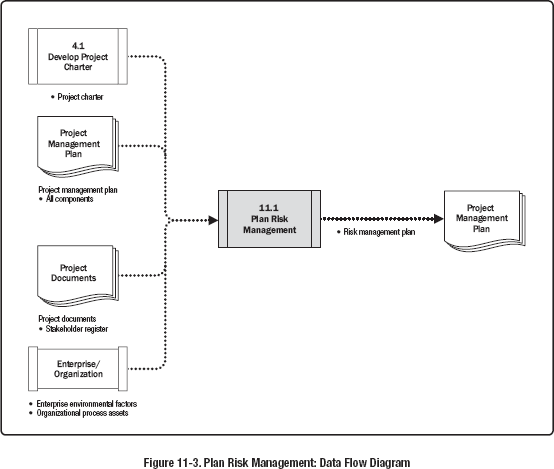 4.1
Develop Project
Charter
• Project charter
Project
Management
Plan
Project management plan
• All components
Project
Documents
Project documents
• Stakeholder register
Enterprise/
Organization
• Enterprise environmental factors
• Organizational process assets
11.1
Plan Risk
Management
• Risk management plan
Project
Management
Plan
Figure 11-3. Plan Risk Management: Data Flow Diagram